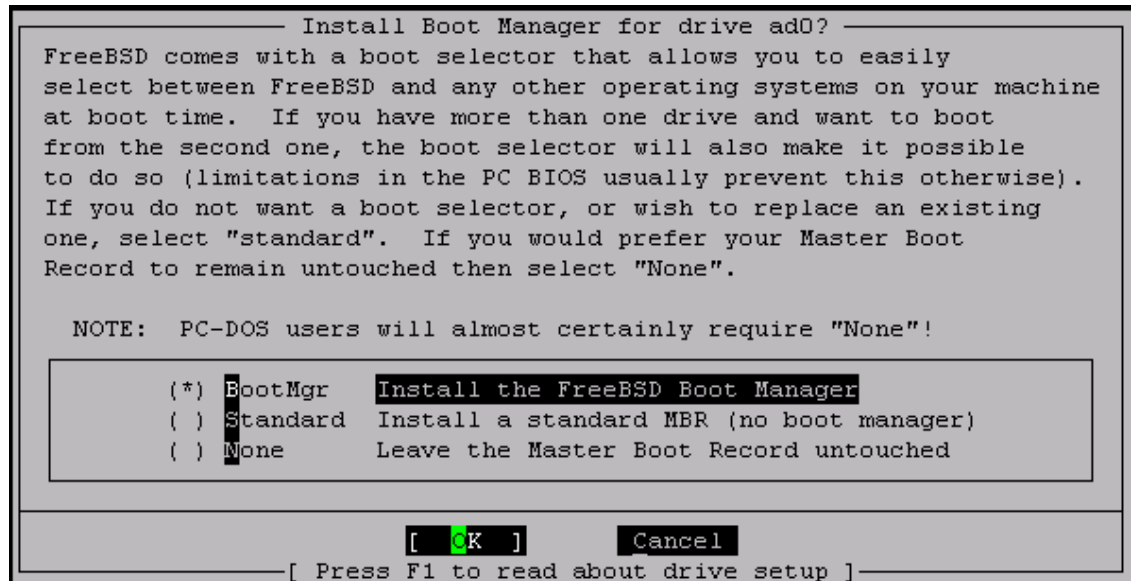 Install Boot Manager for drive ad0?
FreeBSD comes with a boot selector that allows you to easily
select between FreeBSD and any other operating systems on your machine
at boot time.  If you have more than one drive and want to boot
from the second one, the boot selector will also make it possible
to do so (limitations in the PC BIOS usually prevent this otherwise).
If you do not want a boot selector, or wish to replace an existing
one, select "standard".  If you would prefer your Master Boot
Record to remain untouched then select "None".
NOTE:  PC-DOS users will almost certainly require "None"!
(*) BootMgr   Install the FreeBSD Boot Manager
( ) Standard  Install a standard MBR (no boot manager)
( ) None      Leave the Master Boot Record untouched
[  OK  ]      Cancel
[ Press F1 to read about drive setup ]